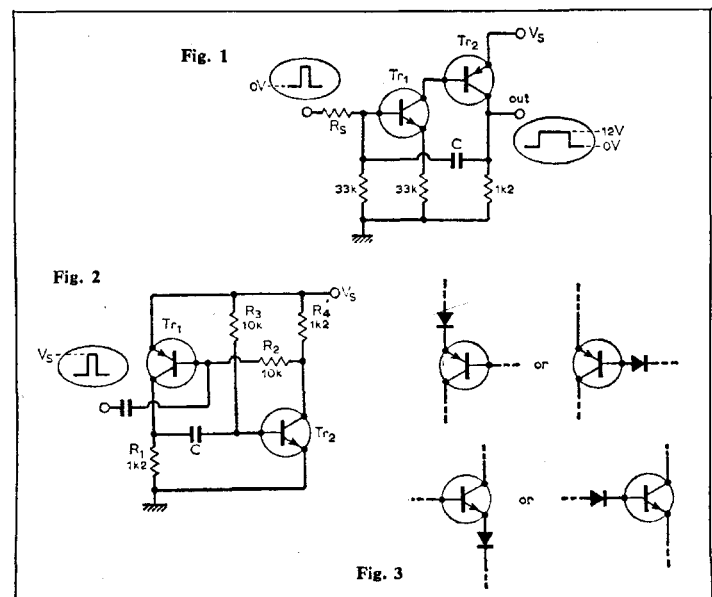 Fig. 1
Vs
Tr2
Tr1
0V
Rs
out
C
12V
0V
33k
33k
1k2
Fig. 2
Vs
Tr1
R3
10k
R4
1k2
Vs
R2
10k
or
C
Tr2
R1
1k2
or
Fig. 3